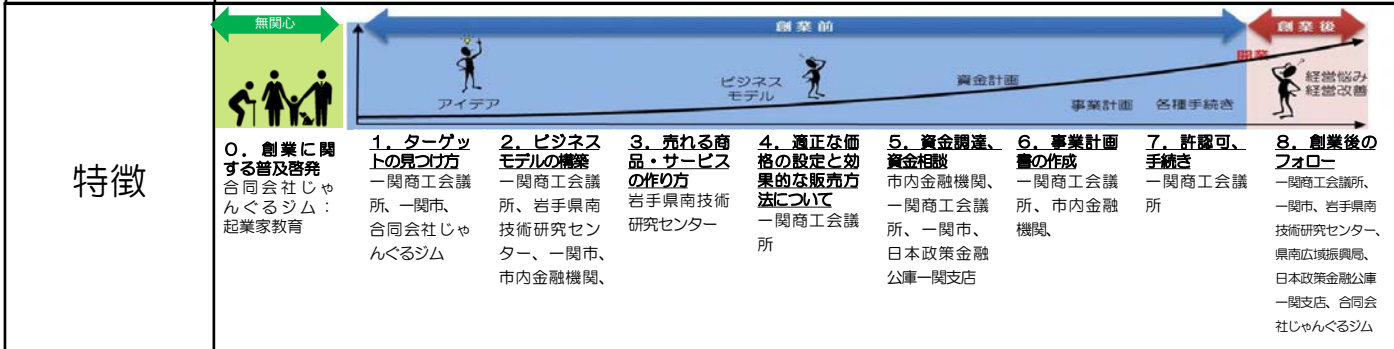 特徴
無関心
創業前
創業後
開業
アイデア
ビジネス
モデル
資金計画
事業計画
各種手続き
経営悩み
経営改善
０．創業に関
する普及啓発
合同会社じゃ
んぐるジム：
起業家教育
１．ターゲッ
トの見つけ方
一関商工会議
所、一関市、
合同会社じゃ
んぐるジム
２．ビジネス
モデルの構築
一関商工会議
所、岩手県南
技術研究セン
ター、一関市、
市内金融機関、
３．売れる商
品・サービス
の作り方
岩手県南技術
研究センター
４．適正な価
格の設定と効
果的な販売方
法について
一関商工会議
所
５．資金調達、
資金相談
市内金融機関、
一関商工会議
所、一関市、
日本政策金融
公庫一関支店
６．事業計画
書の作成
一関商工会議
所、市内金融
機関、
７．許認可、
手続き
一関商工会議
所
８．創業後の
フォロー
一関商工会議所、
一関市、岩手県南
技術研究センター、
県南広域振興局、
日本政策金融公庫
一関支店、合同会
社じゃんぐるジム